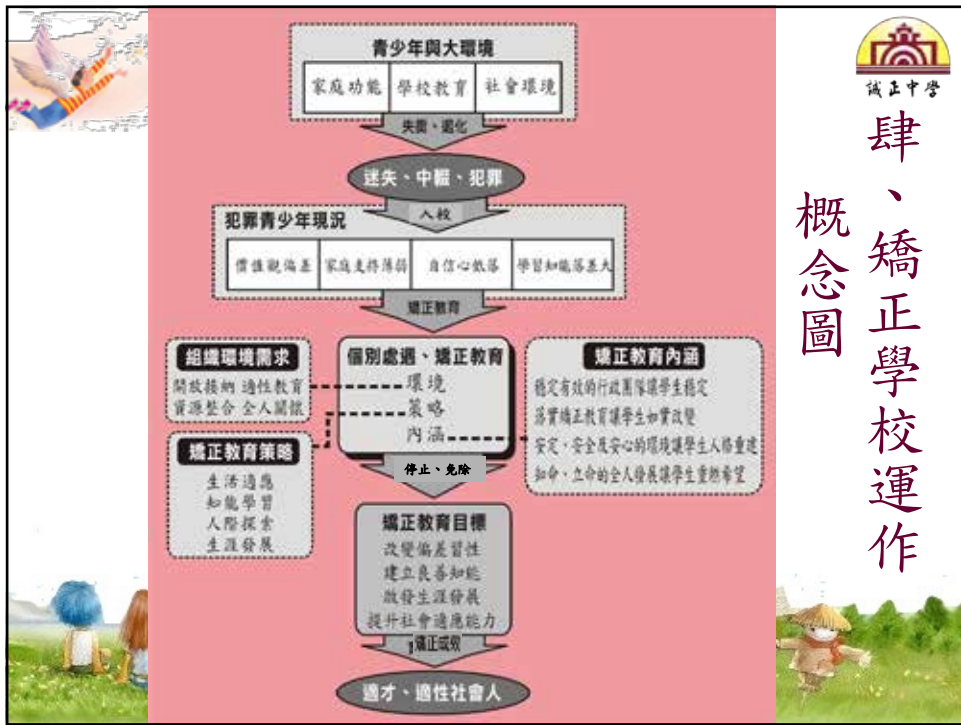 誠正中學
肆、矯正學校運作
概念圖
青少年與大環境
家庭功能 學校教育 社會環境
失靈、退化
迷失、中輟、犯罪
入校
犯罪青少年現況
價值觀偏差 家庭支持薄弱 自信心低落 學習知能落差大
矯正教育
組織環境需求
開放接納 適性教育
資源整合 全人關懷
矯正教育策略
生活適應
知能學習
人際探索
生涯發展
個別處遇、矯正教育
環境
策略
內涵
矯正教育內涵
穩定有效的行政團隊讓學生穩定
落實矯正教育讓學生如實改變
安定、安全及安心的環境讓學生人格重建
知命、立命的全人發展讓學生重燃希望
停止、免除
矯正教育目標
改變偏差習性
建立良善知能
啟發生涯發展
提升社會適應能力
矯正成效
適才、適性社會人